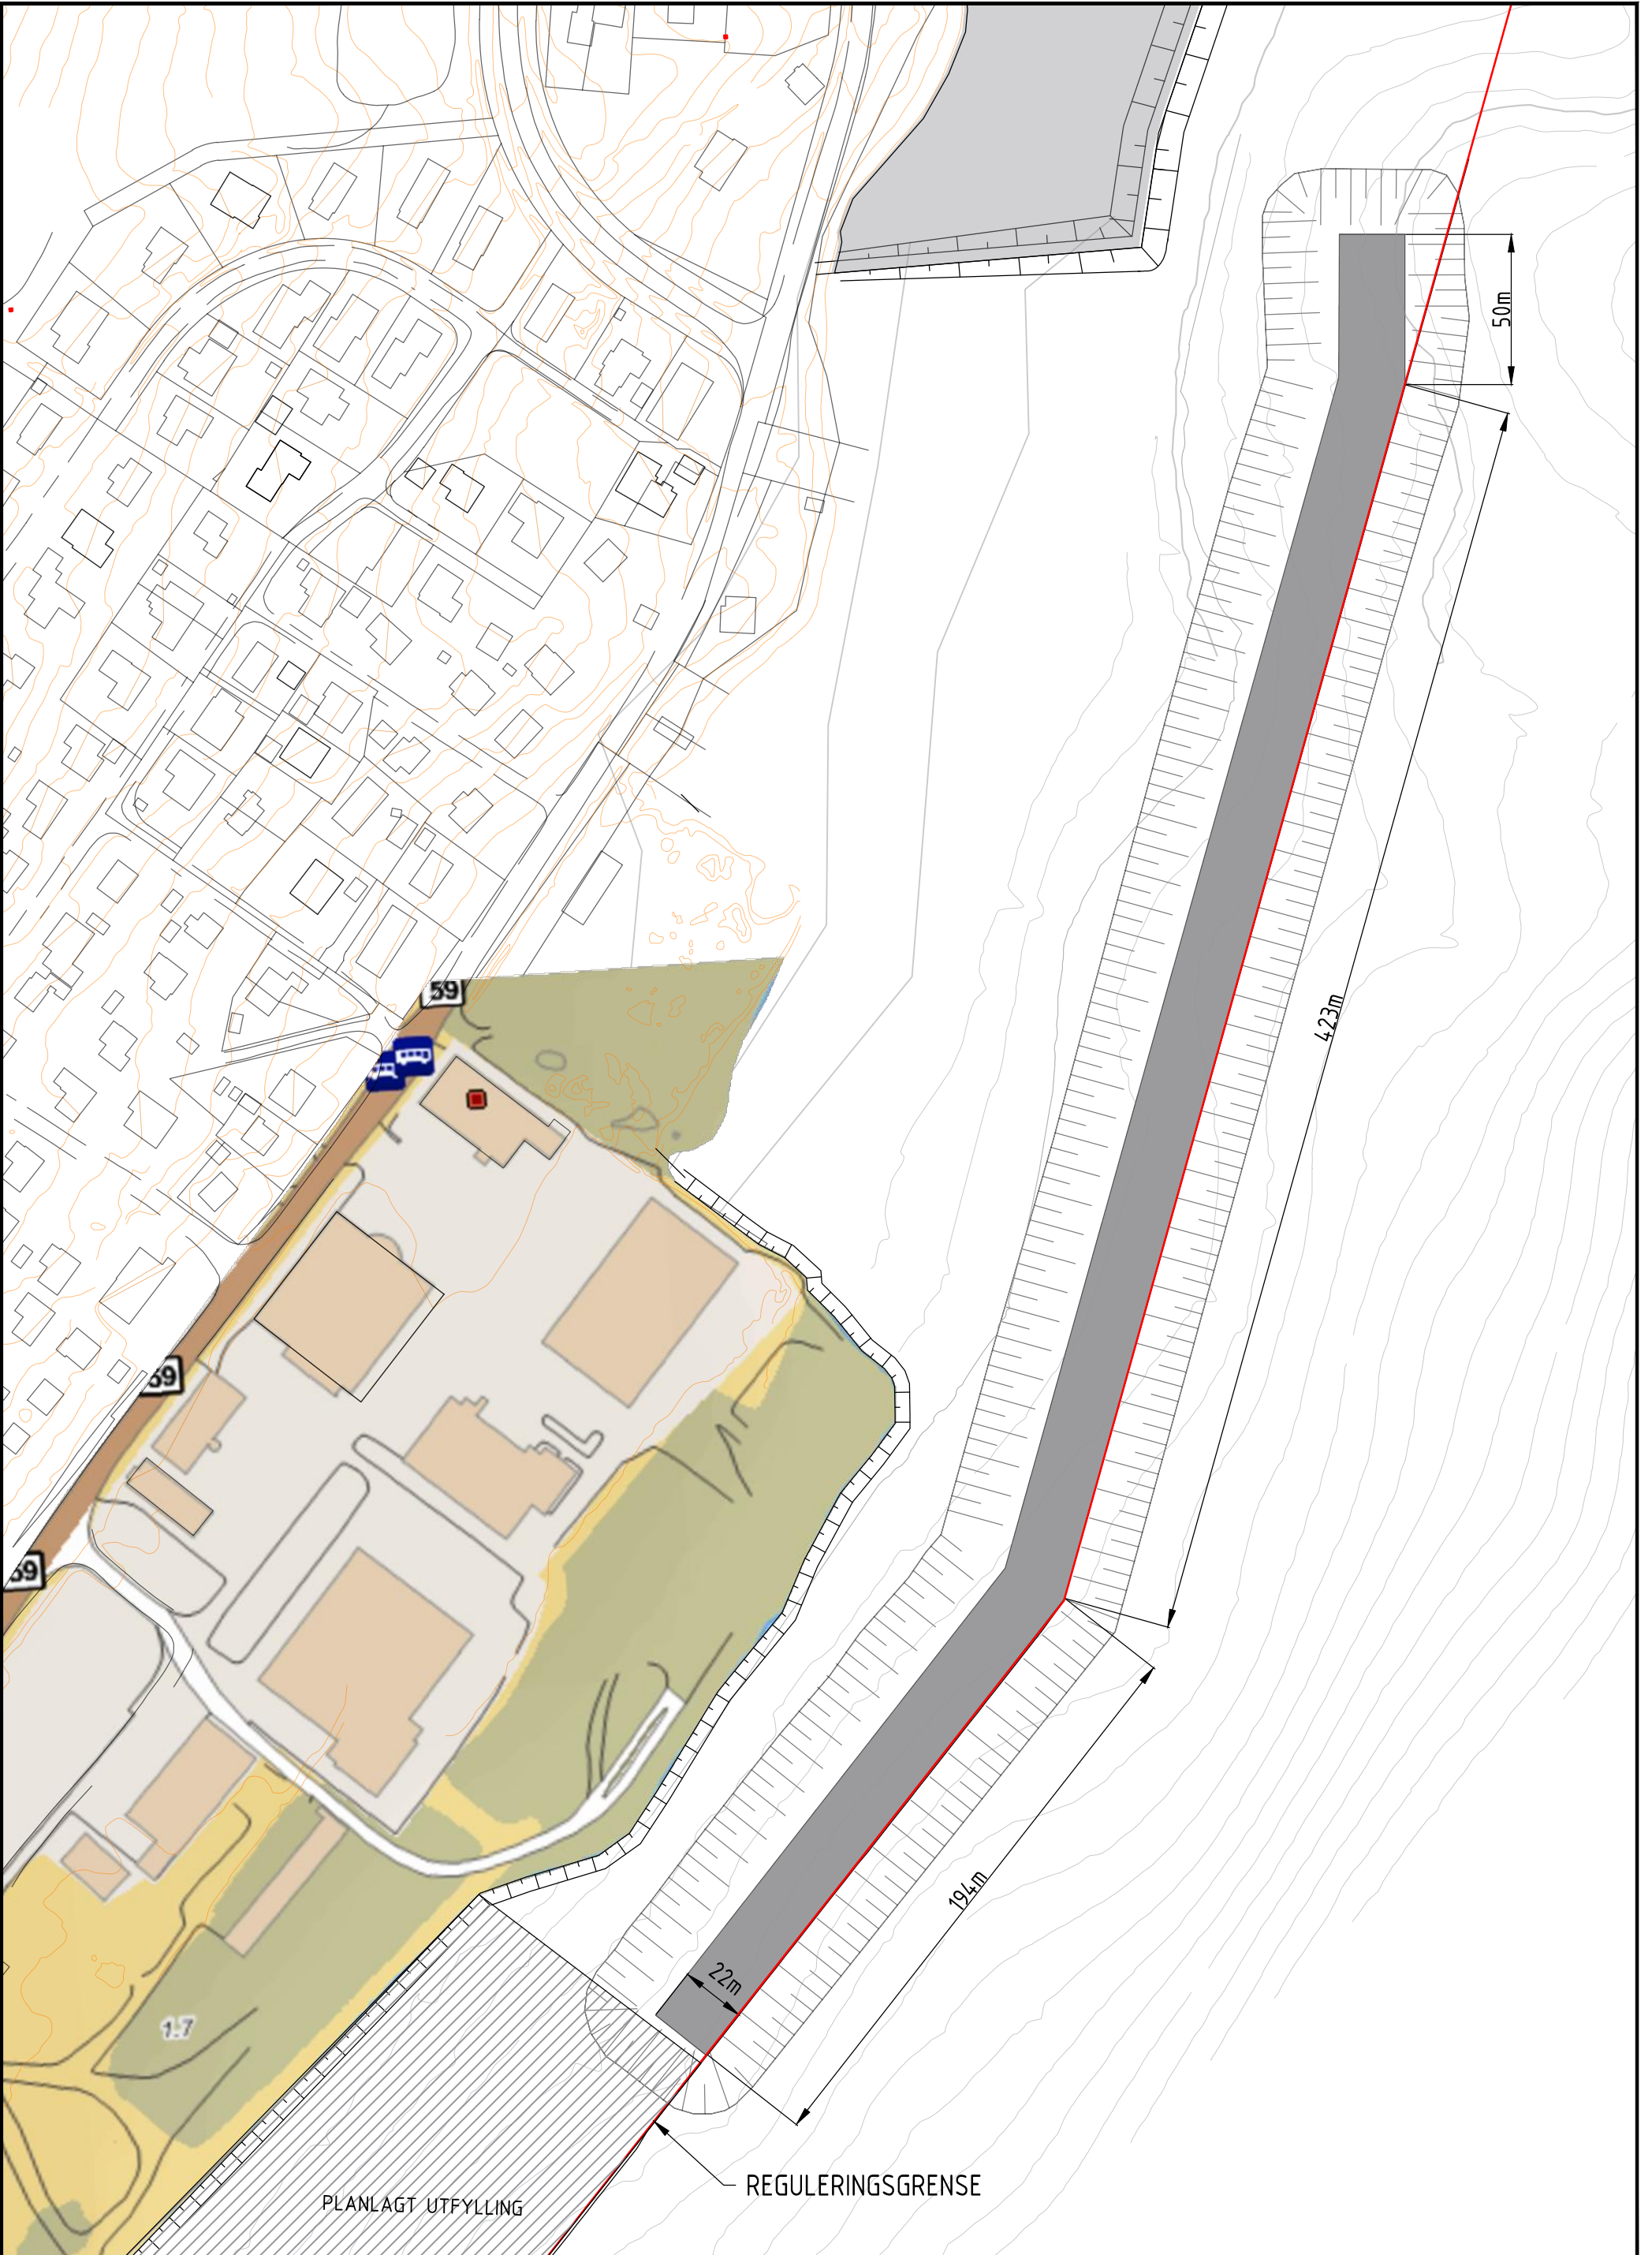 50m
423m
59
59
59
194m
22m
1.7
REGULERINGSGRENSE
PLANLAGT UTFYLLING